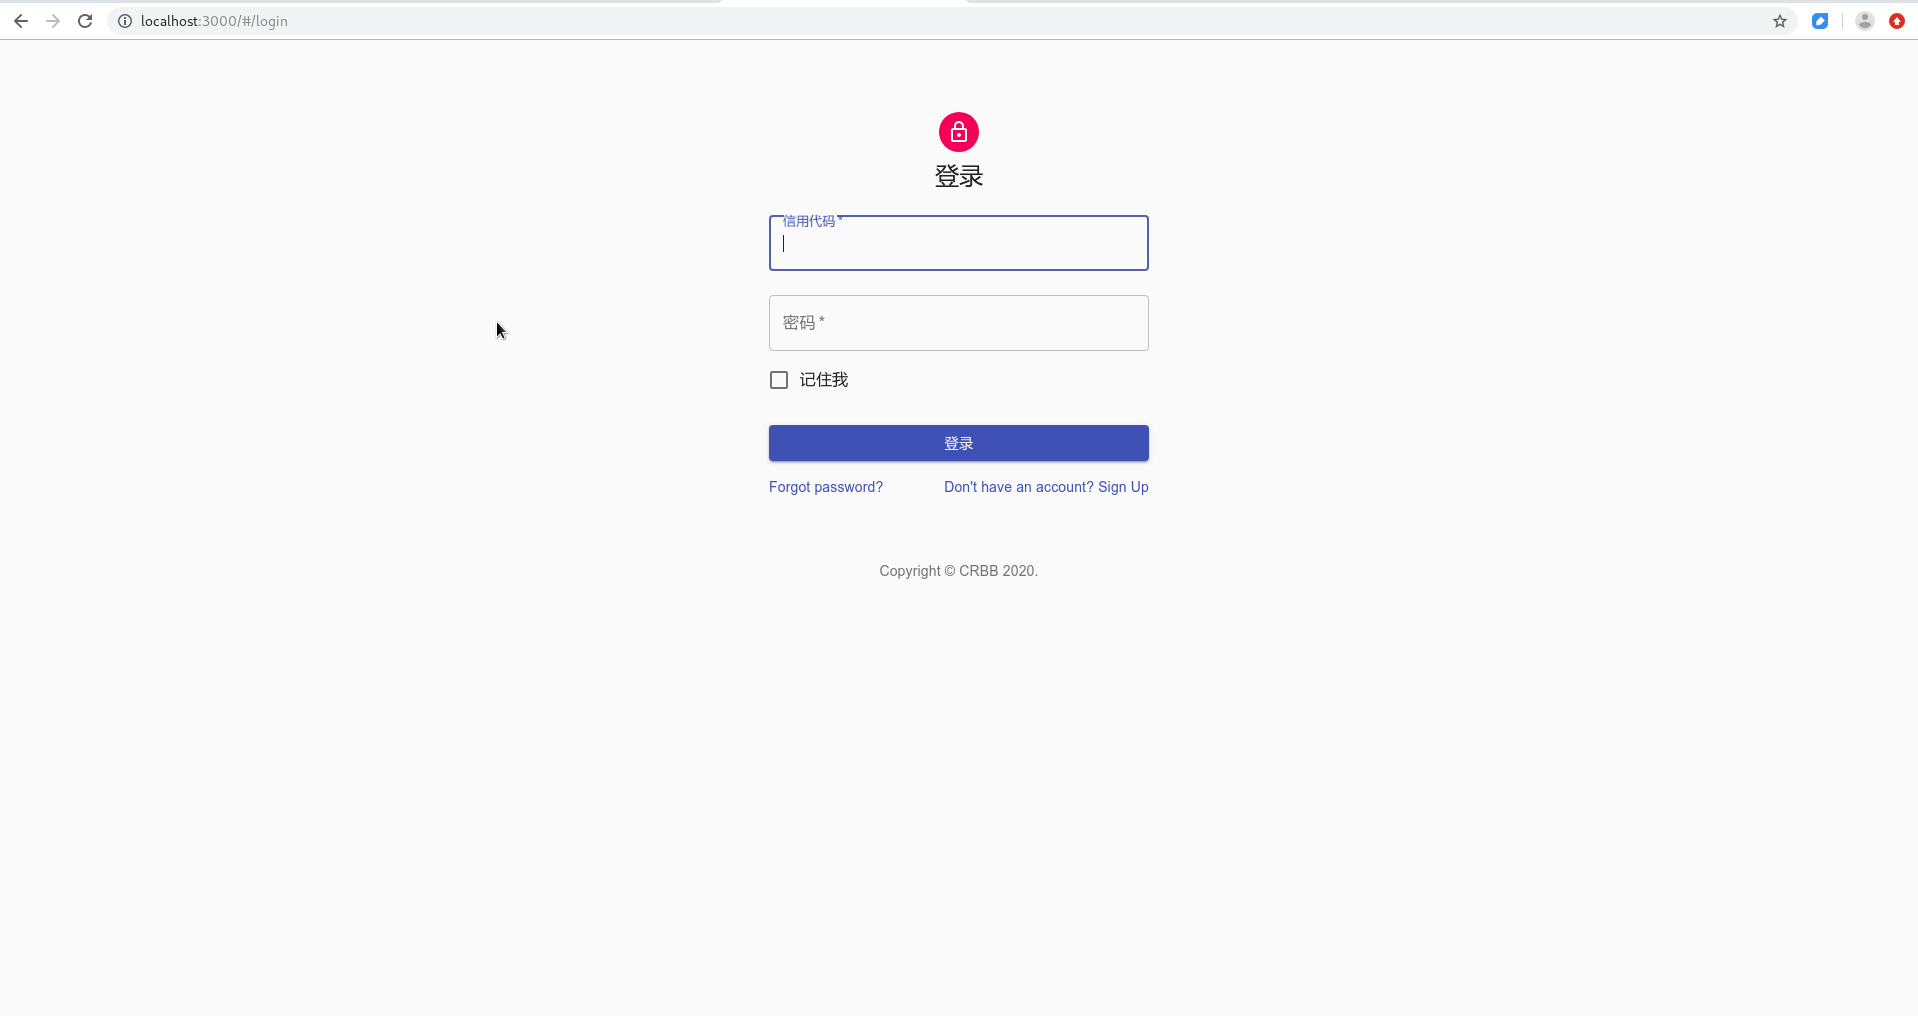 localhost:3000/#/login
登录
信用代码 *
密码 *
记住我
登录
Forgot password? Don't have an account? Sign Up
Copyright © CRBB 2020.